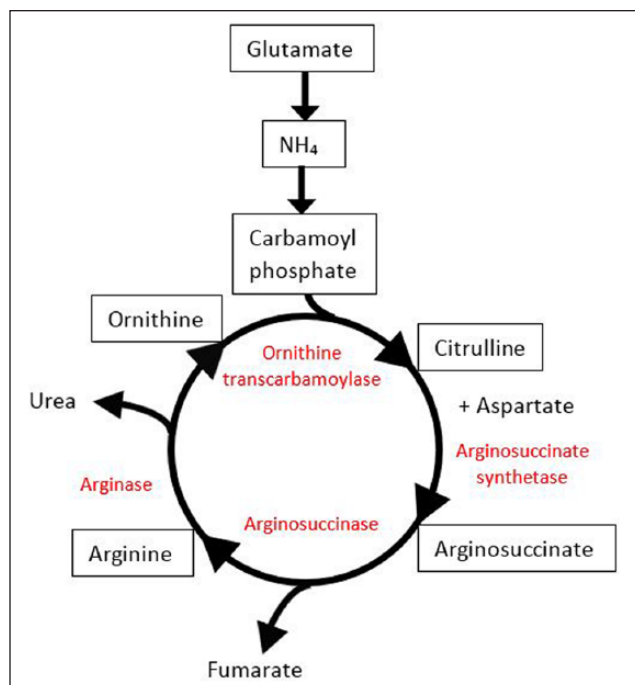 Glutamate
NH₄
Carbamoyl
phosphate
Ornithine
Ornithine
transcarbamoylase
Citrulline
+ Aspartate
Urea
Arginosuccinate
synthetase
Arginase
Arginosuccinase
Arginine
Arginosuccinate
Fumarate